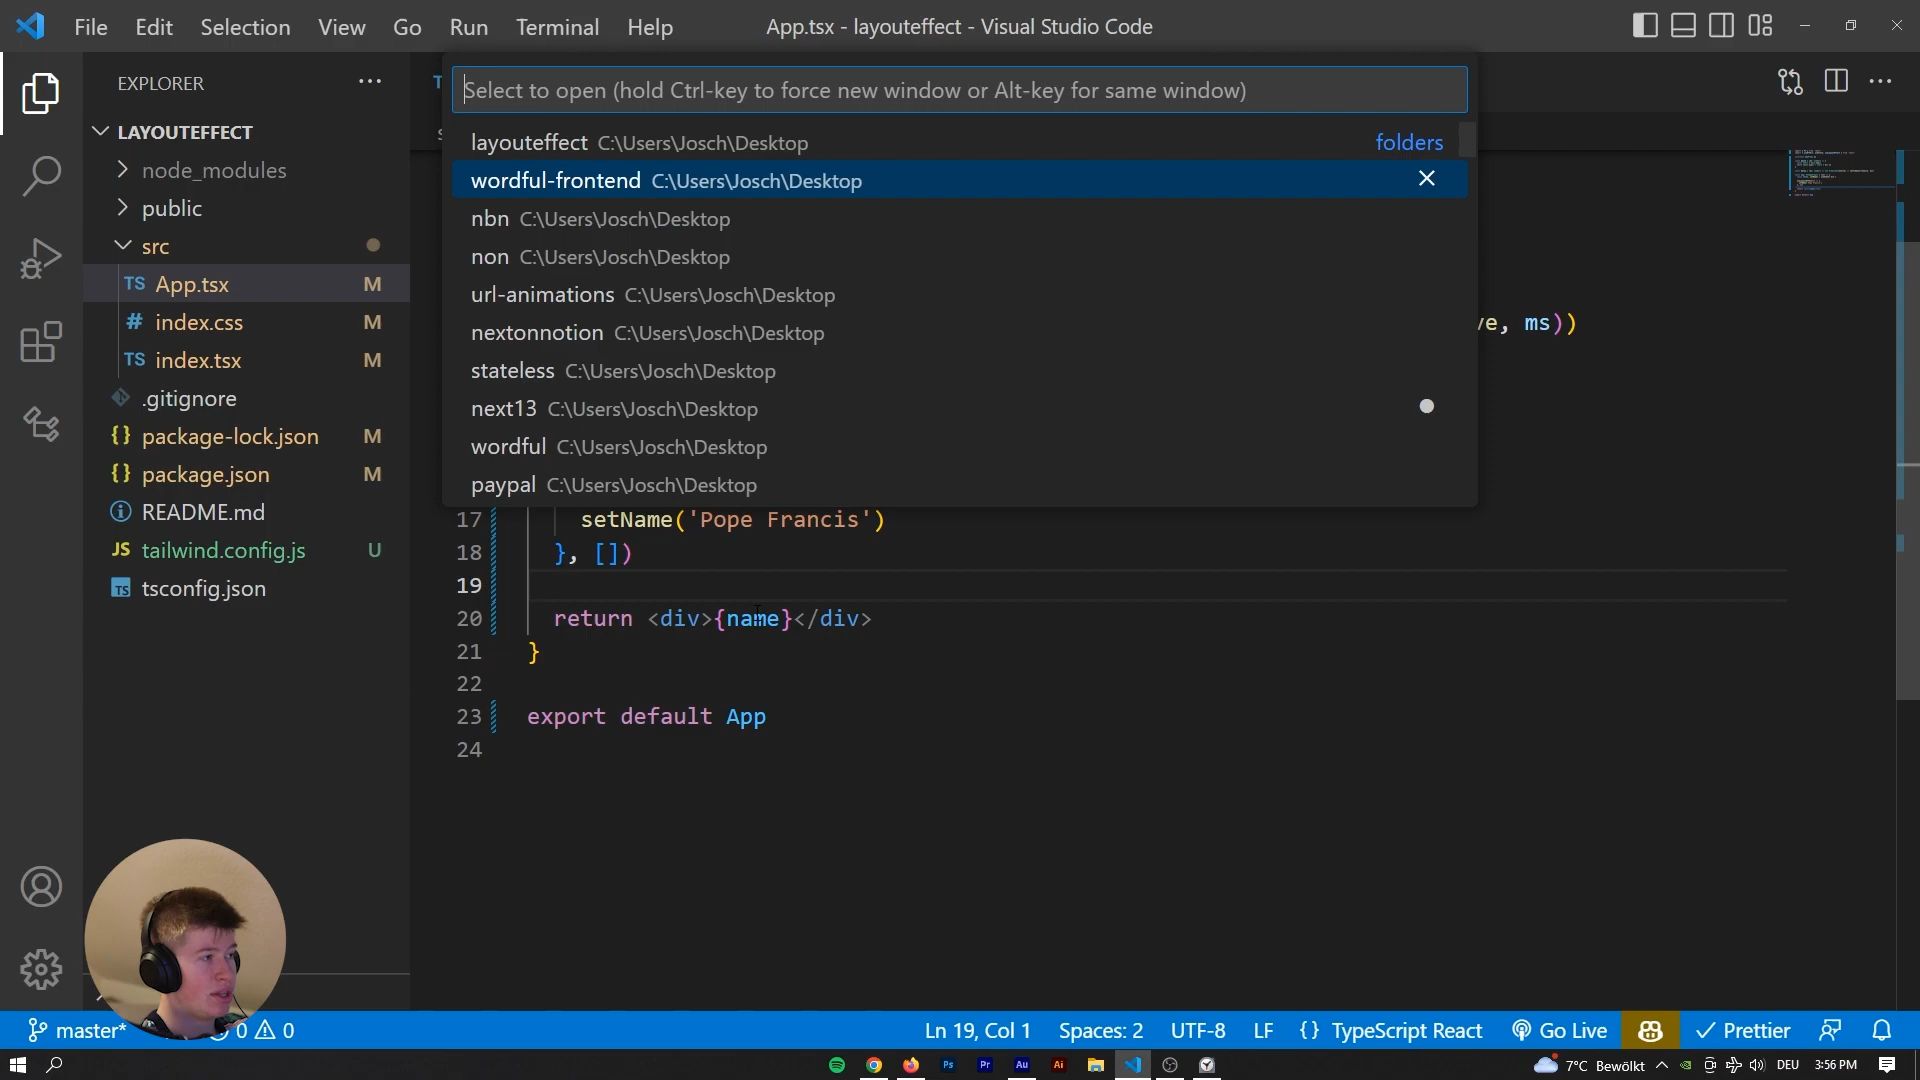 File Edit Selection View Go Run Terminal Help App.tsx - layouteffect - Visual Studio Code
EXPLORER
LAYOUTEFFECT
node_modules
public
src
TS App.tsx M
# index.css M
TS index.tsx M
.gitignore
{} package-lock.json M
{} package.json M
README.md
JS tailwind.config.js U
TS tsconfig.json
Select to open (hold Ctrl-key to force new window or Alt-key for same window)
layouteffect C:\Users\Josch\Desktop folders
wordful-frontend C:\Users\Josch\Desktop
nbn C:\Users\Josch\Desktop
non C:\Users\Josch\Desktop
url-animations C:\Users\Josch\Desktop
nextonnotion C:\Users\Josch\Desktop
stateless C:\Users\Josch\Desktop
next13 C:\Users\Josch\Desktop
wordful C:\Users\Josch\Desktop
paypal C:\Users\Josch\Desktop
ve, ms))
17 setName('Pope Francis')
18 }, [])
19
20 return <div>{name}</div>
21 }
22
23 export default App
24
master* 0 0 Ln 19, Col 1 Spaces: 2 UTF-8 LF {} TypeScript React Go Live Prettier
Ps Pr Au Ai 7°C Bewölkt DEU 3:56 PM